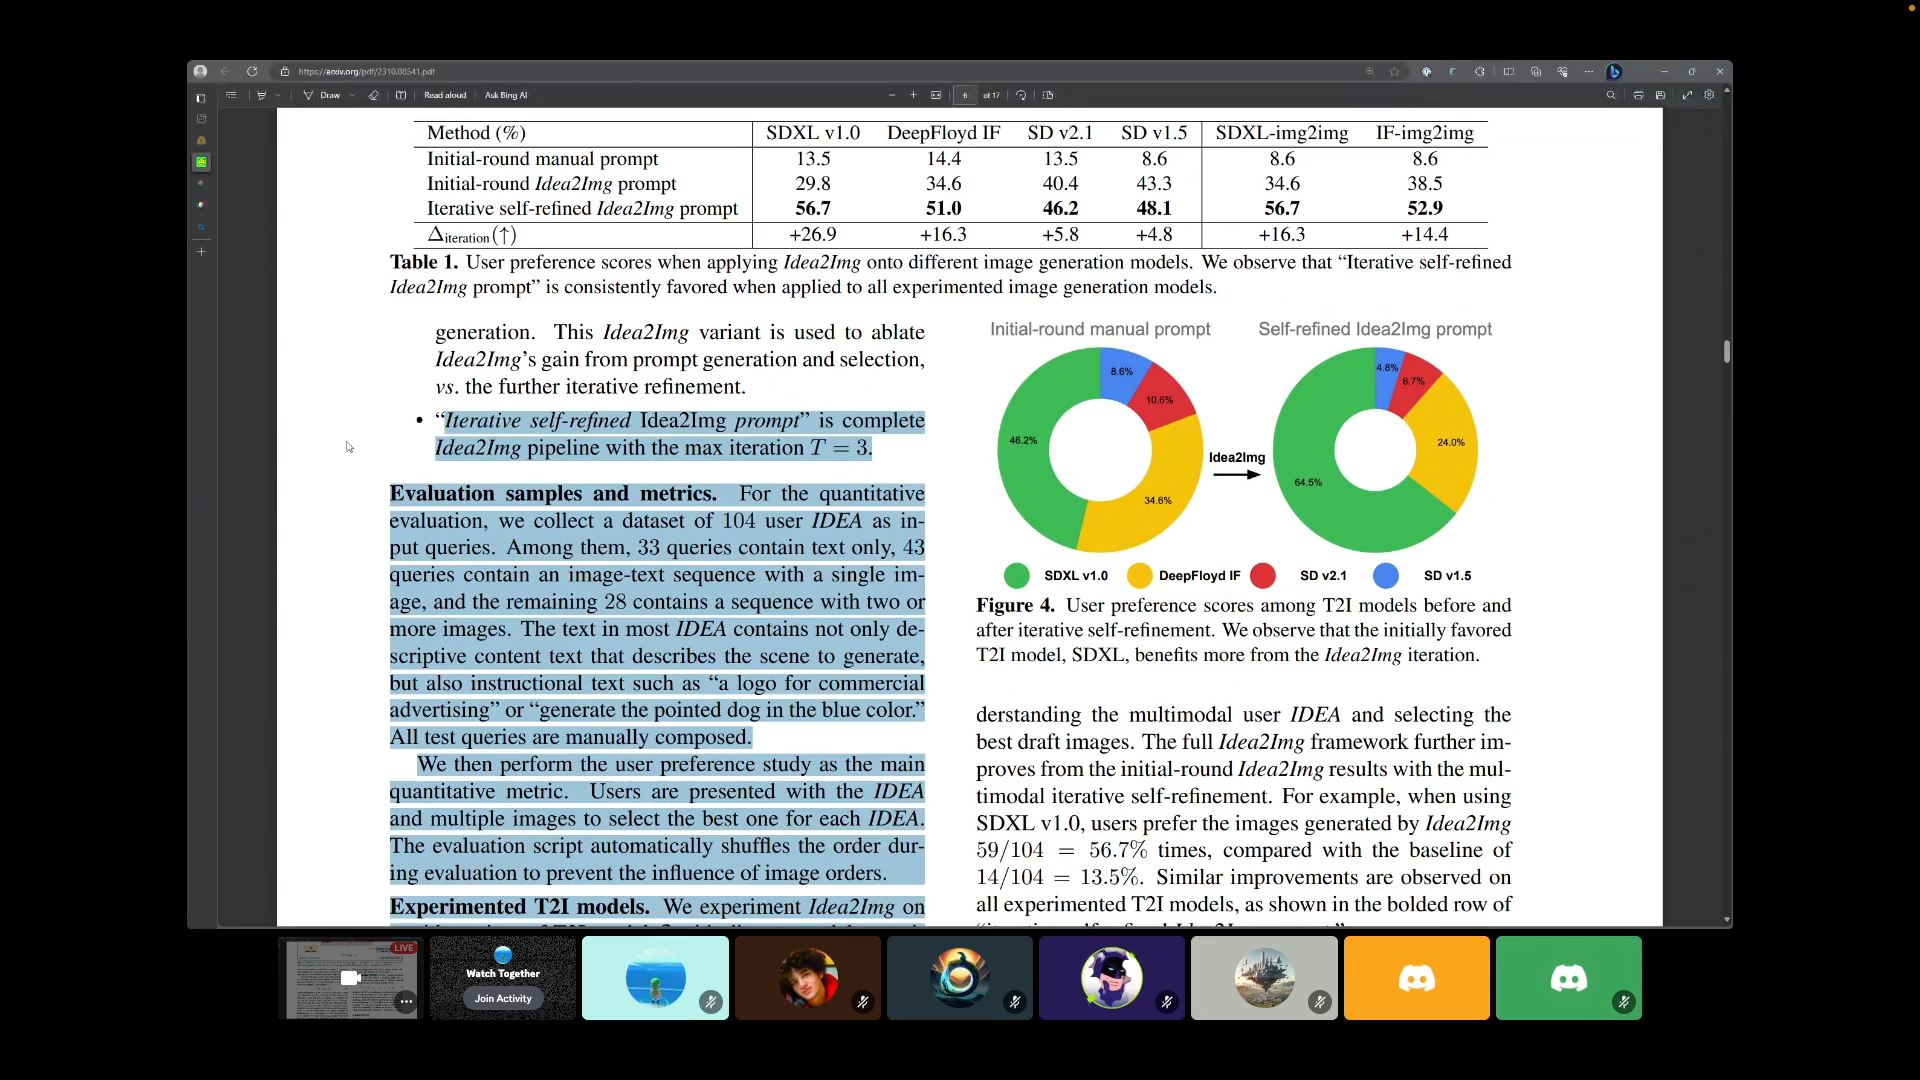 https://arxiv.org/pdf/2310.08541.pdf
Draw
Read aloud
Ask Bing AI
6
of 17
Method (%) SDXL v1.0 DeepFloyd IF SD v2.1 SD v1.5 SDXL-img2img IF-img2img
Initial-round manual prompt 13.5 14.4 13.5 8.6 8.6 8.6
Initial-round Idea2Img prompt 29.8 34.6 40.4 43.3 34.6 38.5
Iterative self-refined Idea2Img prompt 56.7 51.0 46.2 48.1 56.7 52.9
Δiteration(↑) +26.9 +16.3 +5.8 +4.8 +16.3 +14.4
Table 1. User preference scores when applying Idea2Img onto different image generation models. We observe that “Iterative self-refined
Idea2Img prompt” is consistently favored when applied to all experimented image generation models.
generation. This Idea2Img variant is used to ablate
Idea2Img’s gain from prompt generation and selection,
vs. the further iterative refinement.
• “Iterative self-refined Idea2Img prompt” is complete
Idea2Img pipeline with the max iteration T = 3.
Evaluation samples and metrics. For the quantitative
evaluation, we collect a dataset of 104 user IDEA as in-
put queries. Among them, 33 queries contain text only, 43
queries contain an image-text sequence with a single im-
age, and the remaining 28 contains a sequence with two or
more images. The text in most IDEA contains not only de-
scriptive content text that describes the scene to generate,
but also instructional text such as “a logo for commercial
advertising” or “generate the pointed dog in the blue color.”
All test queries are manually composed.
We then perform the user preference study as the main
quantitative metric. Users are presented with the IDEA
and multiple images to select the best one for each IDEA.
The evaluation script automatically shuffles the order dur-
ing evaluation to prevent the influence of image orders.
Experimented T2I models. We experiment Idea2Img on
Initial-round manual prompt
Self-refined Idea2Img prompt
8.6%
10.6%
46.2%
34.6%
Idea2Img
4.8%
6.7%
24.0%
64.5%
SDXL v1.0 DeepFloyd IF SD v2.1 SD v1.5
Figure 4. User preference scores among T2I models before and
after iterative self-refinement. We observe that the initially favored
T2I model, SDXL, benefits more from the Idea2Img iteration.
derstanding the multimodal user IDEA and selecting the
best draft images. The full Idea2Img framework further im-
proves from the initial-round Idea2Img results with the mul-
timodal iterative self-refinement. For example, when using
SDXL v1.0, users prefer the images generated by Idea2Img
59/104 = 56.7% times, compared with the baseline of
14/104 = 13.5%. Similar improvements are observed on
all experimented T2I models, as shown in the bolded row of
LIVE
Watch Together
Join Activity